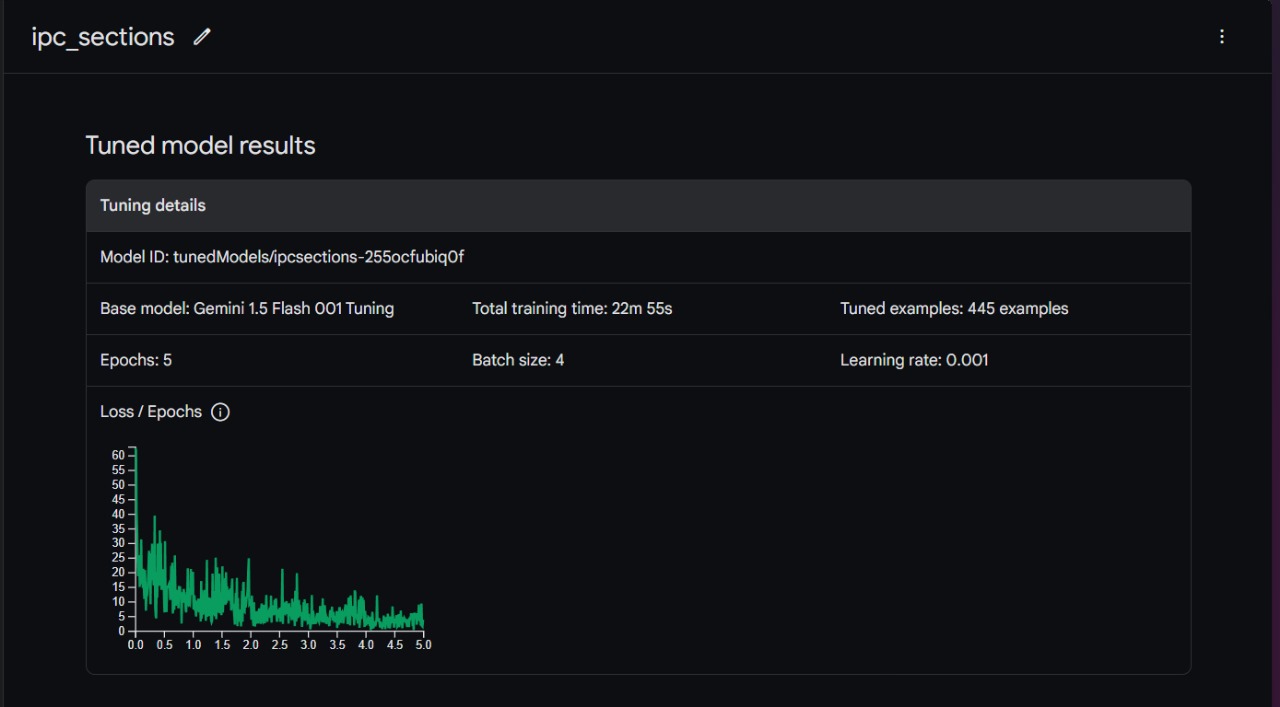 ipc_sections
Tuned model results
Tuning details
Model ID: tunedModels/ipcsections-255ocfubiq0f
Base model: Gemini 1.5 Flash 001 Tuning Total training time: 22m 55s Tuned examples: 445 examples
Epochs: 5 Batch size: 4 Learning rate: 0.001
Loss / Epochs
60
55
50
45
40
35
30
25
20
15
10
5
0
0.0 0.5 1.0 1.5 2.0 2.5 3.0 3.5 4.0 4.5 5.0